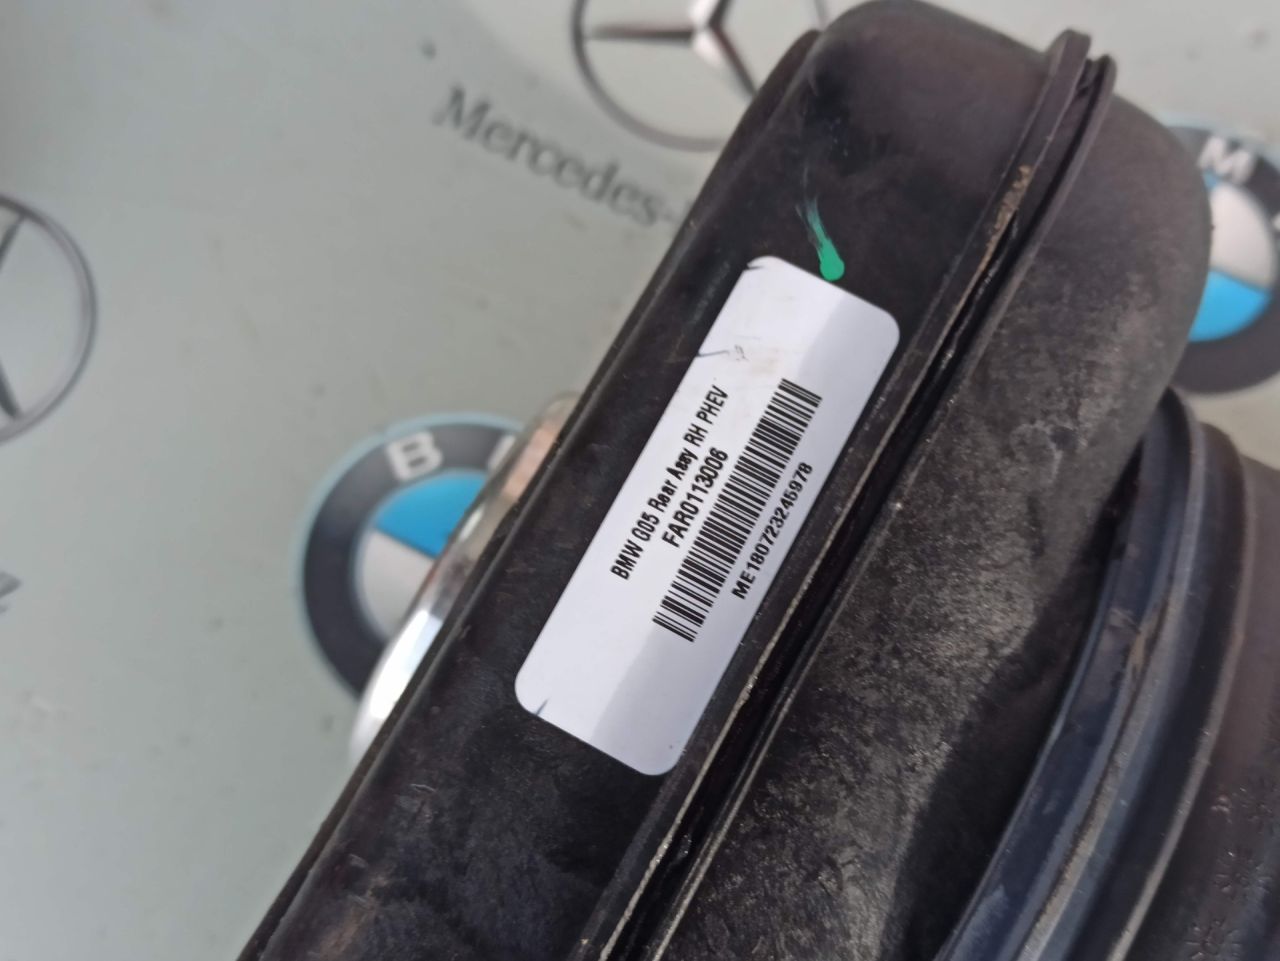 Mercedes-
M
B
BMW G05 Rear Assy RH PHEV
FAR0113006
ME180723245978